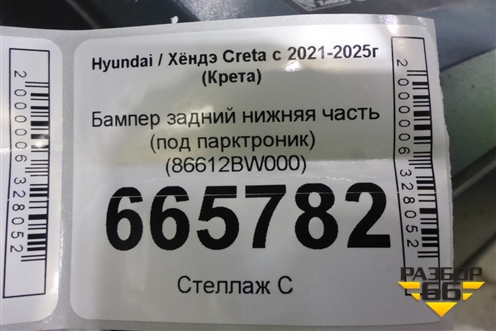 Hyundai / Хёндэ Creta с 2021-2025г
(Крета)
Бампер задний нижняя часть
(под парктроник)
(86612BW000)
665782
Стеллаж С
2000006328052
2000006328052
РАЗБОР
66